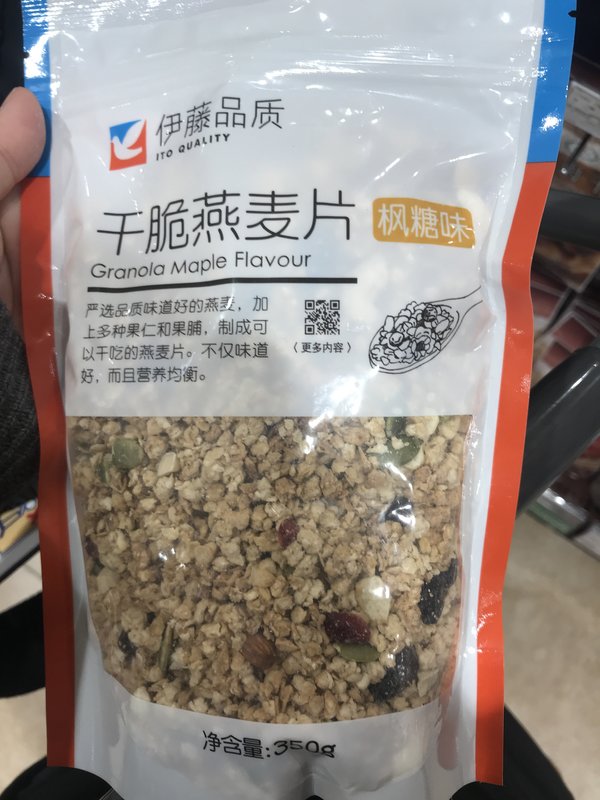 伊藤品质
ITO QUALITY
干脆燕麦片 枫糖味
Granola Maple Flavour
严选品质味道好的燕麦，加
上多种果仁和果脯，制成可
以干吃的燕麦片。不仅味道
好，而且营养均衡。
（更多内容）
净含量:350g